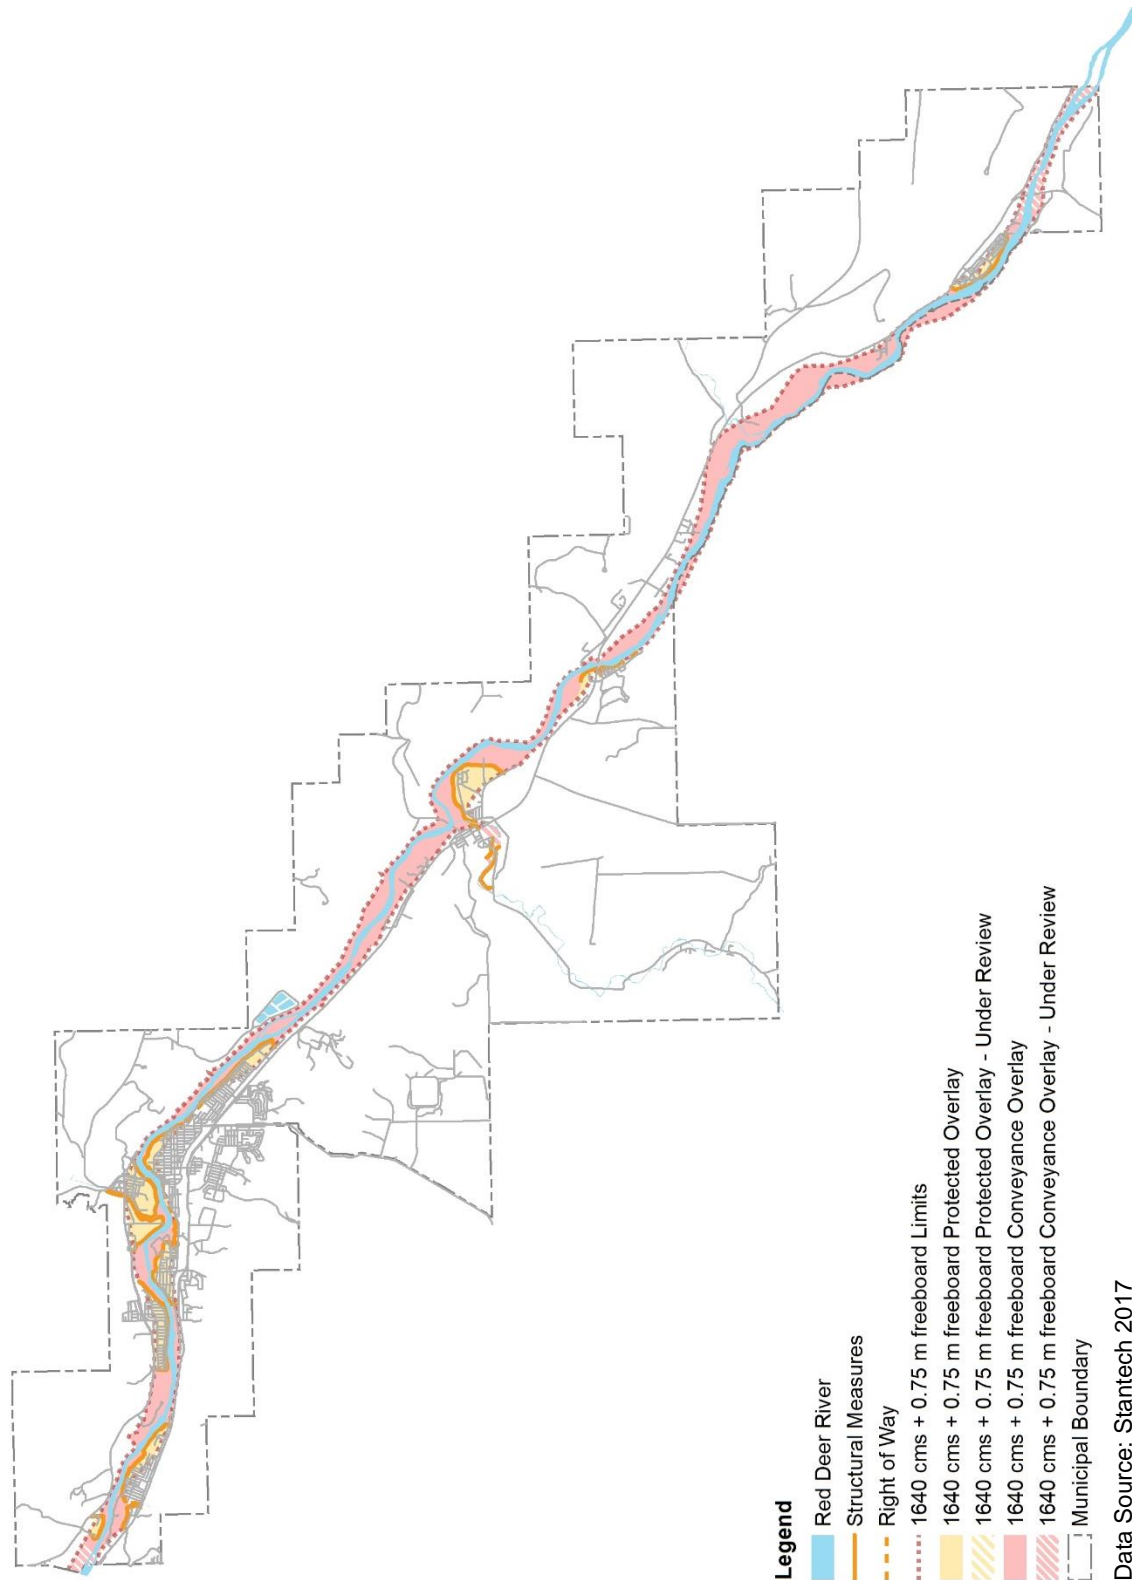 Legend
Red Deer River
Structural Measures
Right of Way
1640 cms + 0.75 m freeboard Limits
1640 cms + 0.75 m freeboard Protected Overlay
1640 cms + 0.75 m freeboard Protected Overlay - Under Review
1640 cms + 0.75 m freeboard Conveyance Overlay
1640 cms + 0.75 m freeboard Conveyance Overlay - Under Review
Municipal Boundary
Data Source: Stantech 2017